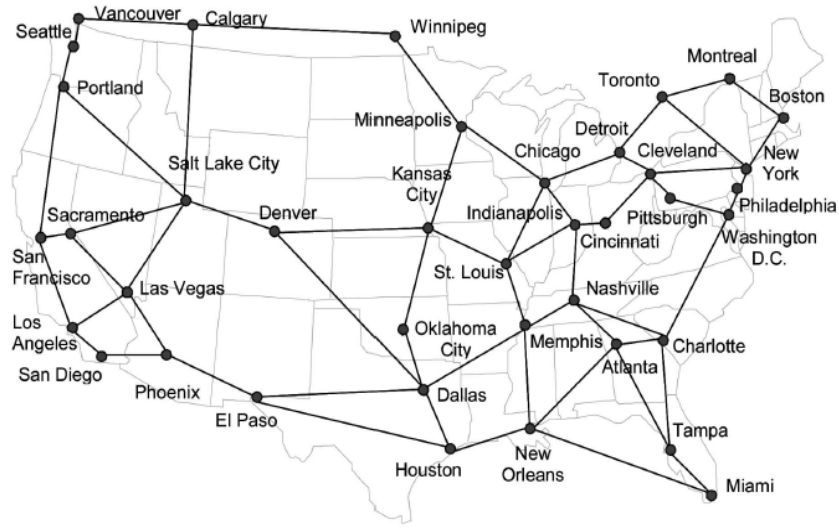 Vancouver
Calgary
Seattle
Winnipeg
Portland
Montreal
Toronto
Boston
Minneapolis
Detroit
Chicago
Cleveland
New
York
Salt Lake City
Kansas
City
Sacramento
Denver
Indianapolis
Pittsburgh
Philadelphia
Cincinnati
Washington
D.C.
San
Francisco
St. Louis
Las Vegas
Nashville
Los
Angeles
Oklahoma
City
Memphis
Charlotte
Atlanta
San Diego
Phoenix
Dallas
El Paso
Tampa
Houston
New
Orleans
Miami